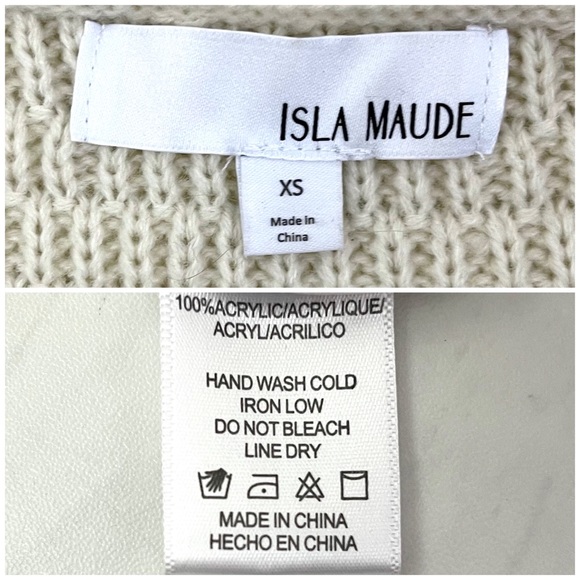 ISLA MAUDE
XS
Made in
China
100%ACRYLIC/ACRYLIQUE/
ACRYL/ACRILICO
HAND WASH COLD
IRON LOW
DO NOT BLEACH
LINE DRY
MADE IN CHINA
HECHO EN CHINA